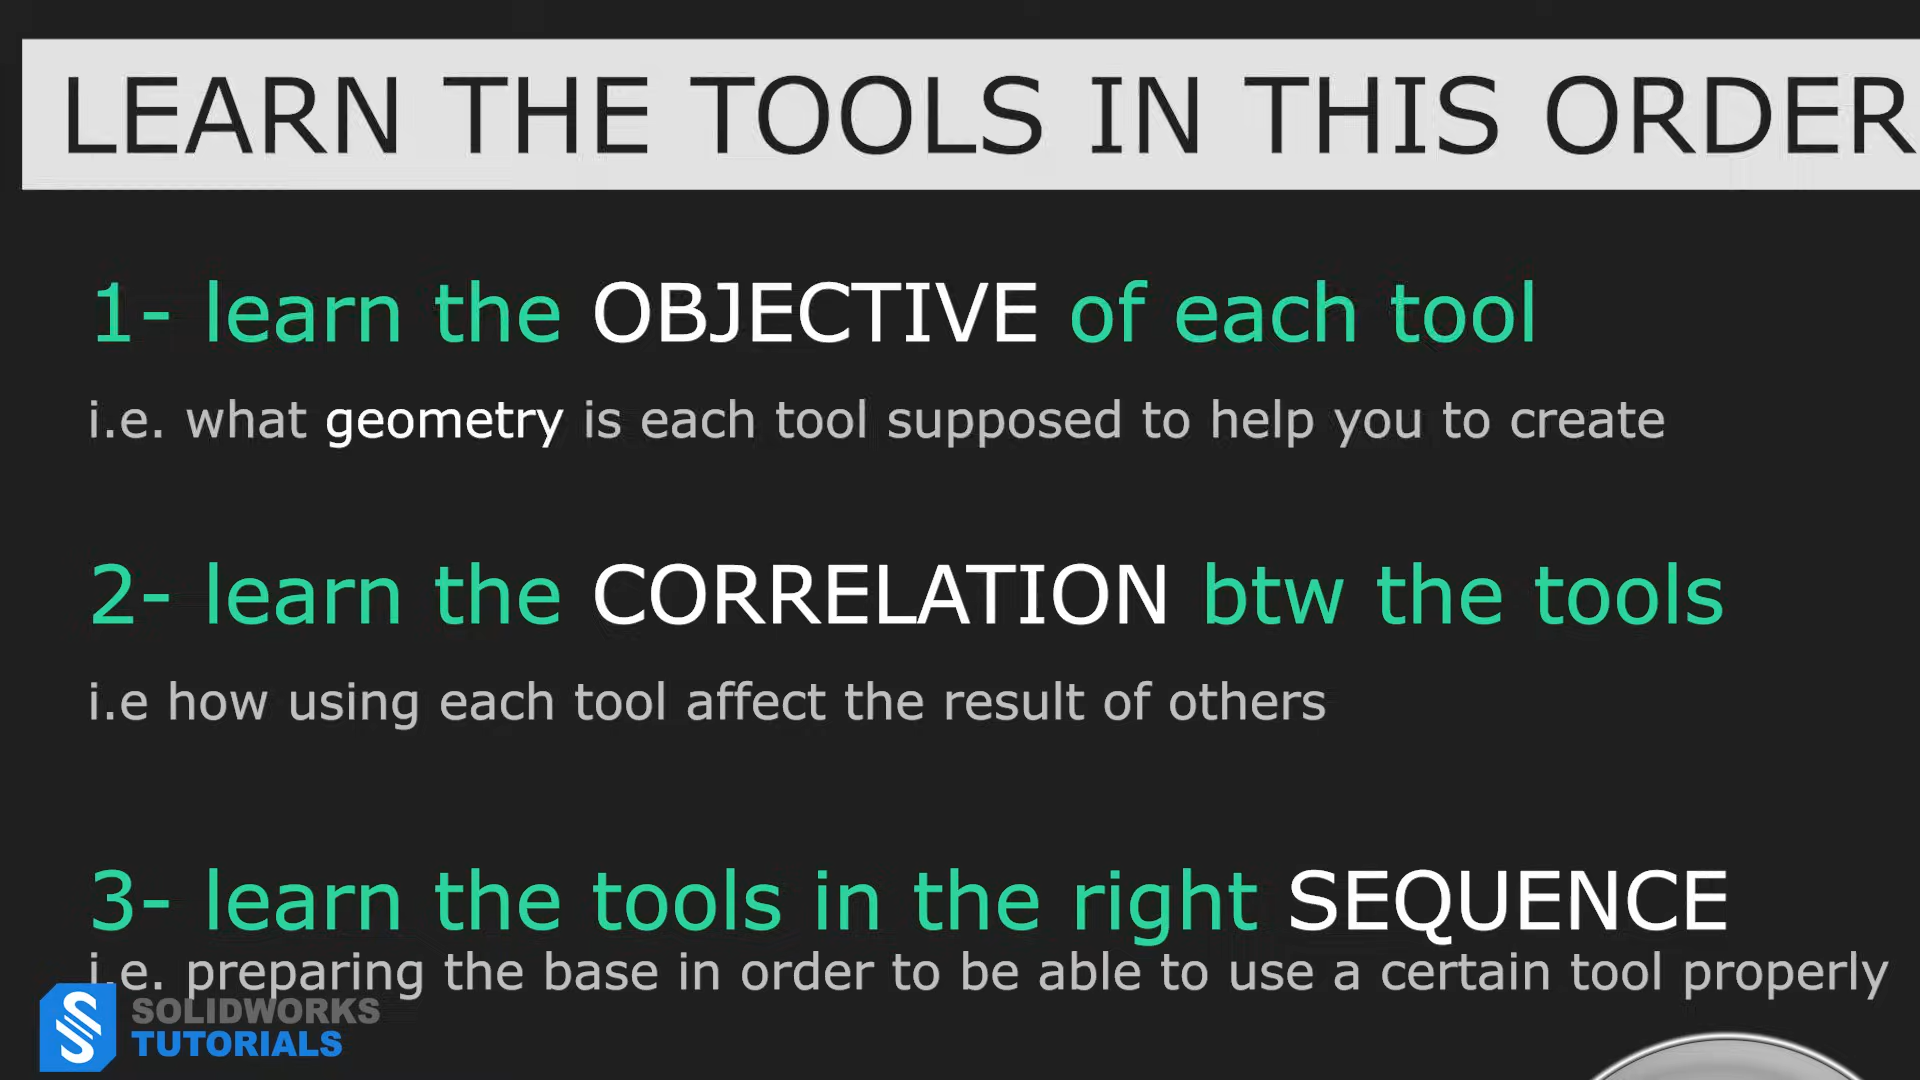 LEARN THE TOOLS IN THIS ORDER
1- learn the OBJECTIVE of each tool
i.e. what geometry is each tool supposed to help you to create
2- learn the CORRELATION btw the tools
i.e how using each tool affect the result of others
3- learn the tools in the right SEQUENCE
i.e. preparing the base in order to be able to use a certain tool properly
SOLIDWORKS
TUTORIALS